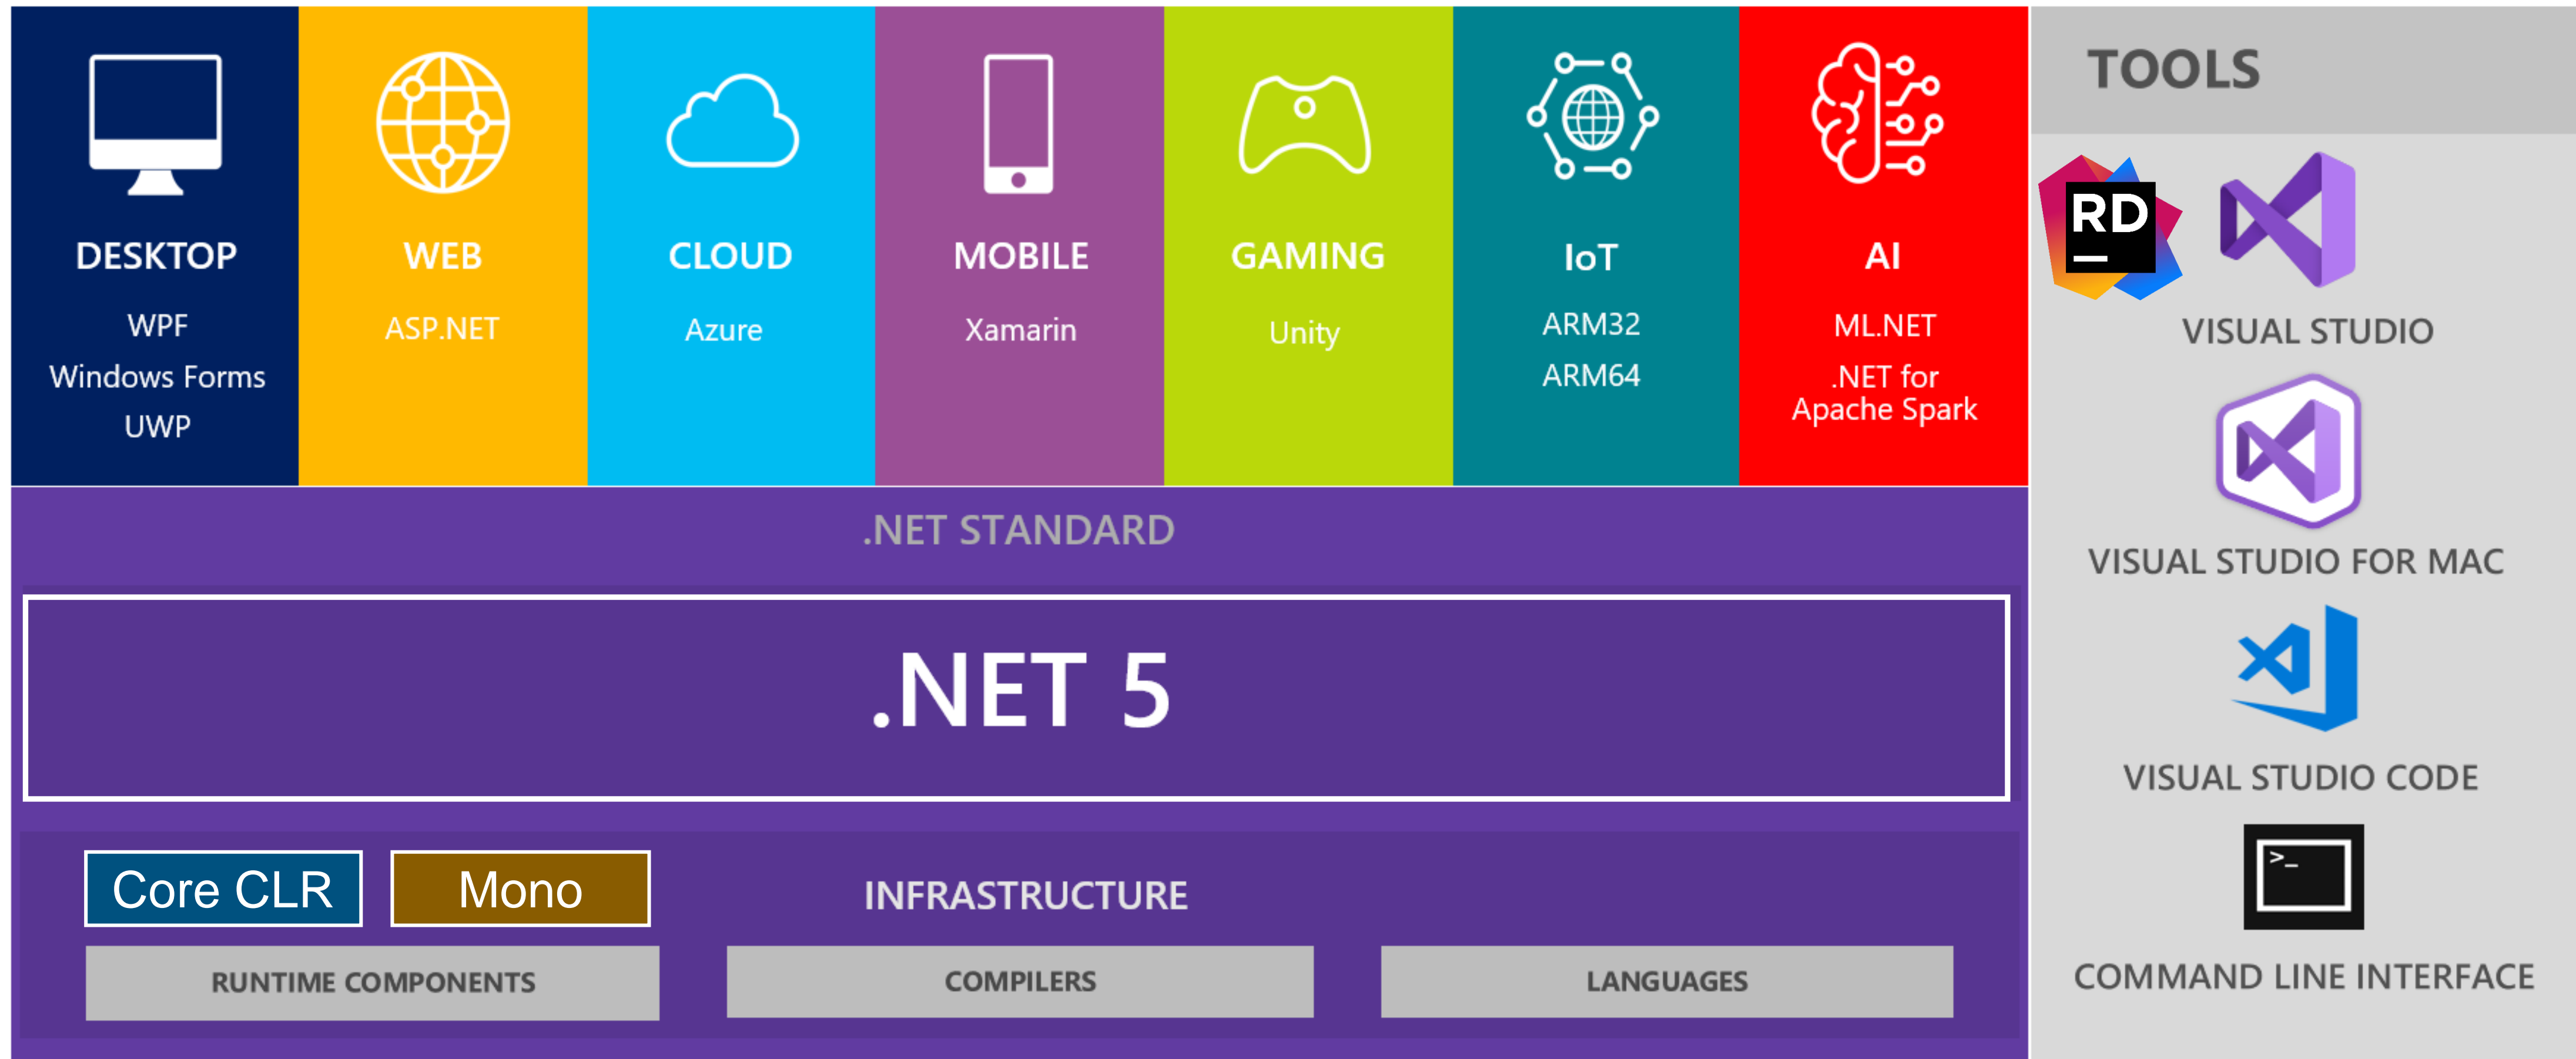 DESKTOP
WPF
Windows Forms
UWP
WEB
ASP.NET
CLOUD
Azure
MOBILE
Xamarin
GAMING
Unity
IoT
ARM32
ARM64
AI
ML.NET
.NET for
Apache Spark
.NET STANDARD
.NET 5
Core CLR
Mono
INFRASTRUCTURE
RUNTIME COMPONENTS
COMPILERS
LANGUAGES
TOOLS
RD
VISUAL STUDIO
VISUAL STUDIO FOR MAC
VISUAL STUDIO CODE
>_
COMMAND LINE INTERFACE